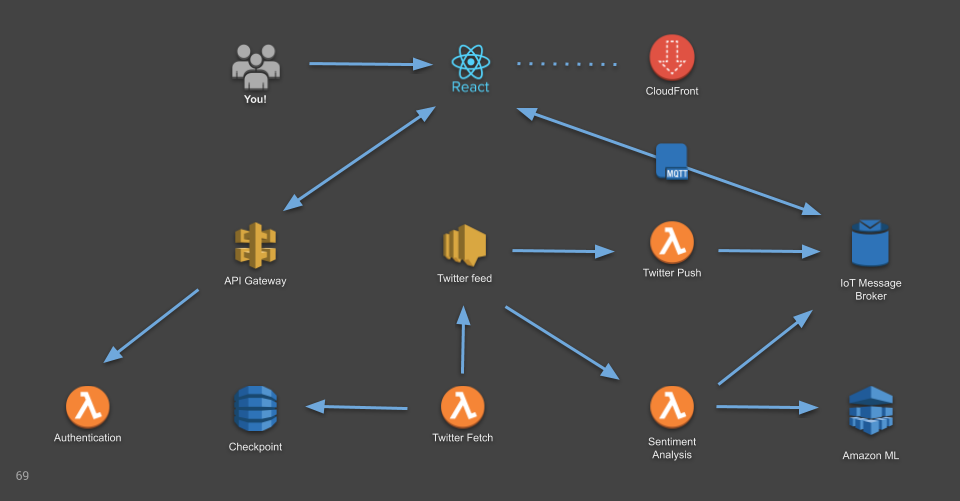 You!
React
CloudFront
MQTT
API Gateway
Twitter feed
Twitter Push
IoT Message
Broker
Authentication
Checkpoint
Twitter Fetch
Sentiment
Analysis
Amazon ML
69